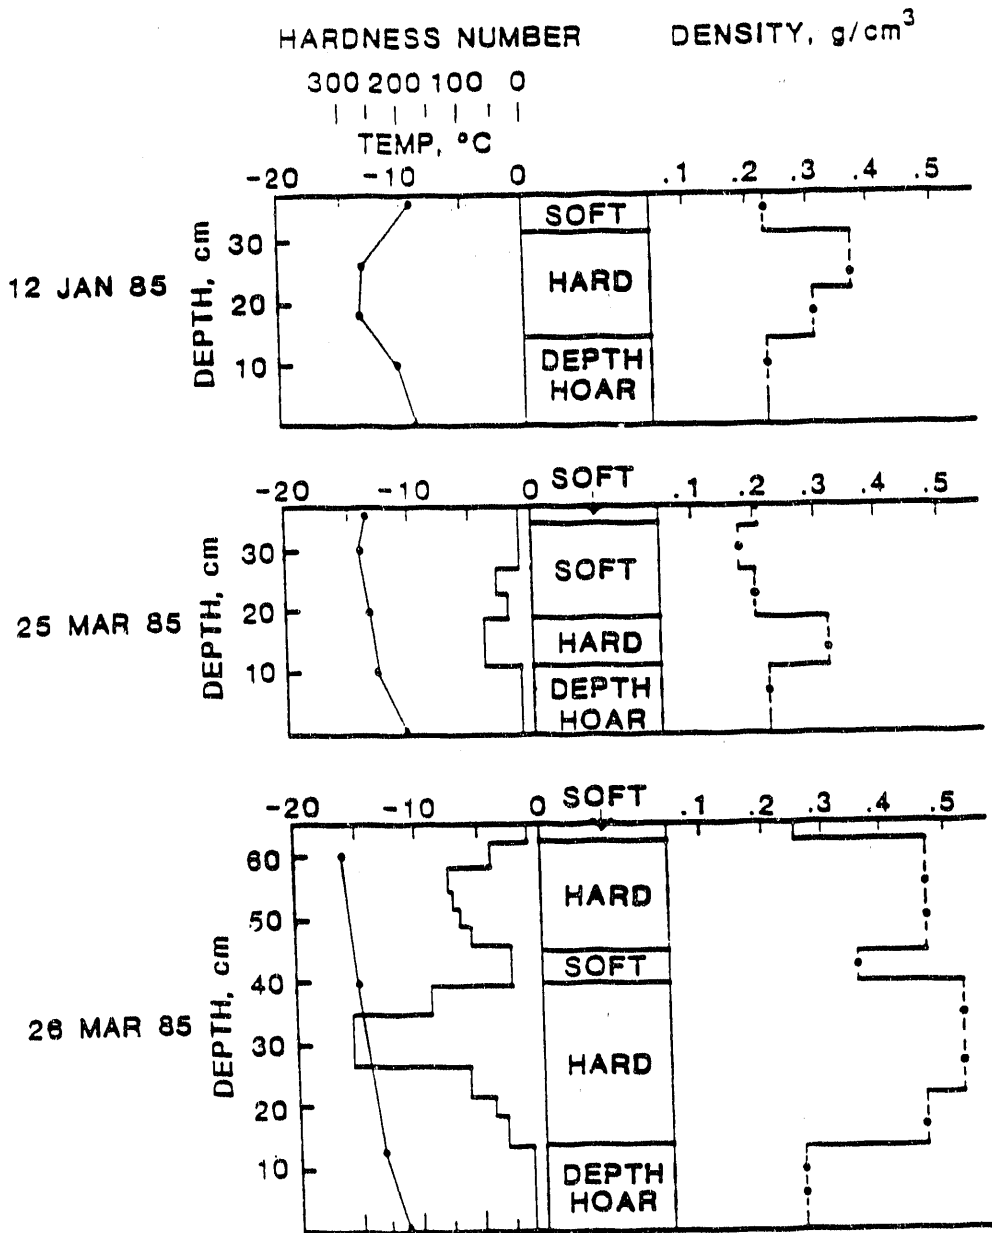 HARDNESS NUMBER DENSITY, g/cm³
300 200 100 0
TEMP, °C
-20 -10 0 .1 .2 .3 .4 .5
12 JAN 85
DEPTH, cm
30
20
10
SOFT
HARD
DEPTH
HOAR
-20 -10 0 SOFT .1 .2 .3 .4 .5
25 MAR 85
DEPTH, cm
30
20
10
SOFT
HARD
DEPTH
HOAR
-20 -10 0 SOFT .1 .2 .3 .4 .5
26 MAR 85
DEPTH, cm
60
50
40
30
20
10
HARD
SOFT
HARD
DEPTH
HOAR